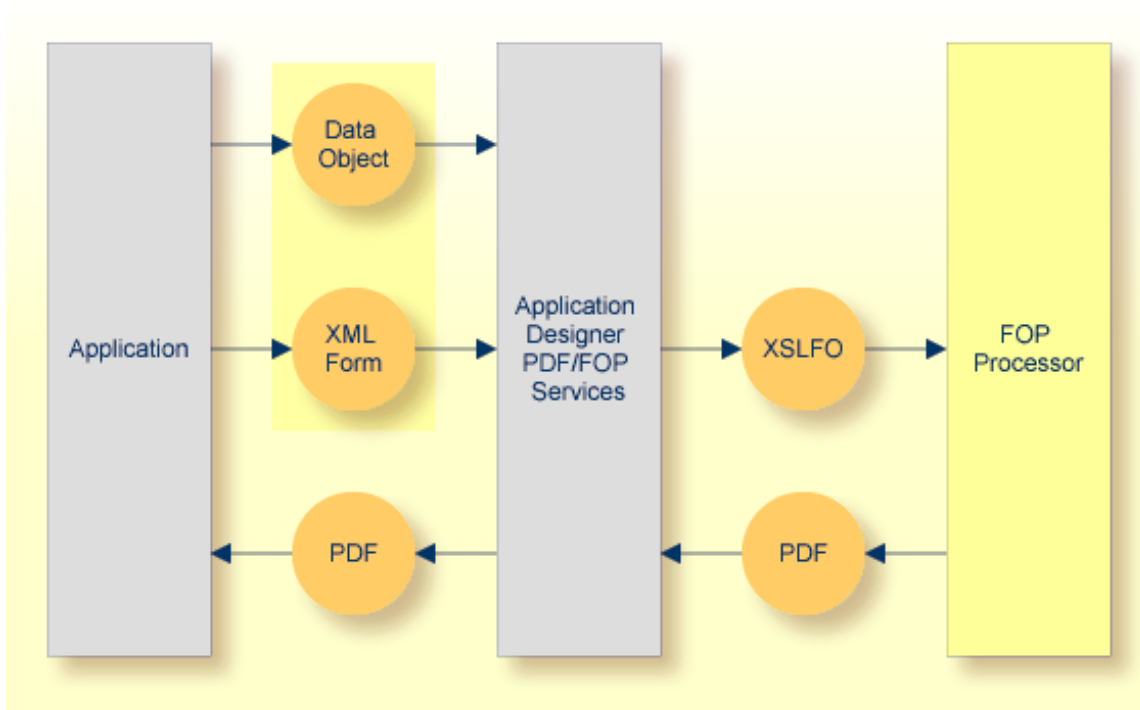 Data
Object
Application
XML
Form
Application
Designer
PDF/FOP
Services
XSLFO
FOP
Processor
PDF
PDF